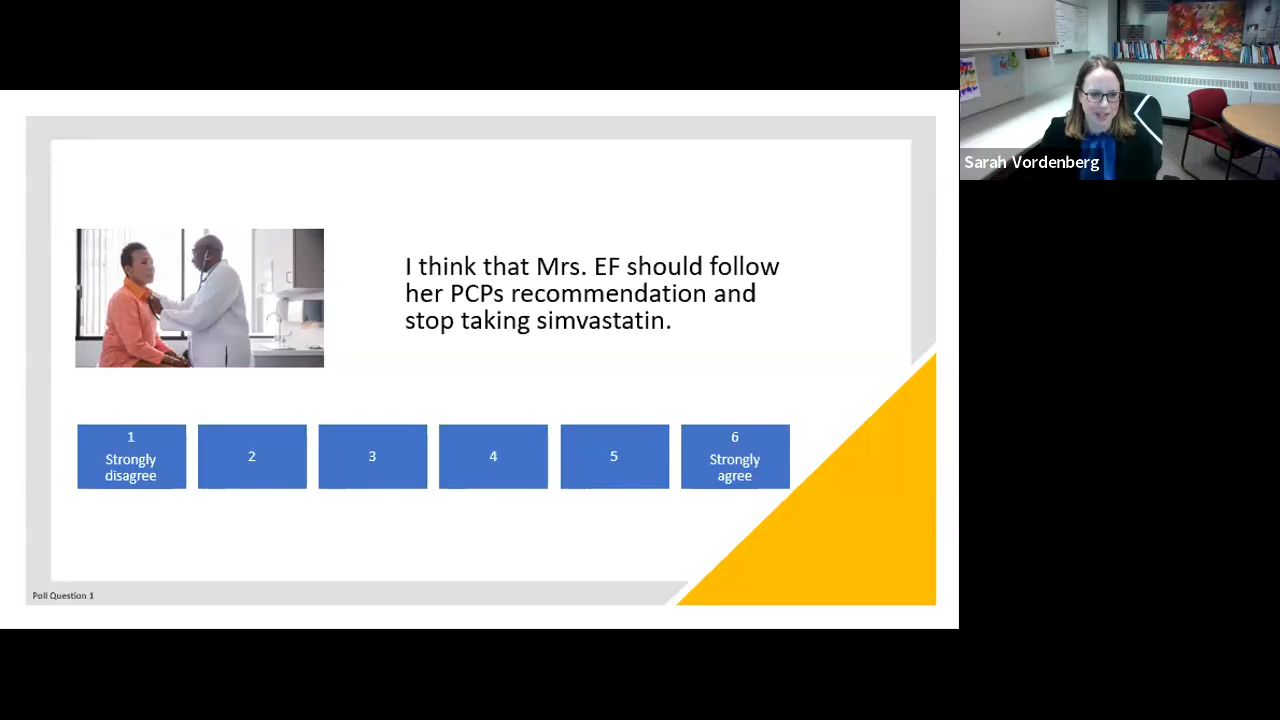 Sarah Vordenberg
I think that Mrs. EF should follow
her PCPs recommendation and
stop taking simvastatin.
1
Strongly
disagree
2
3
4
5
6
Strongly
agree
Poll Question 1